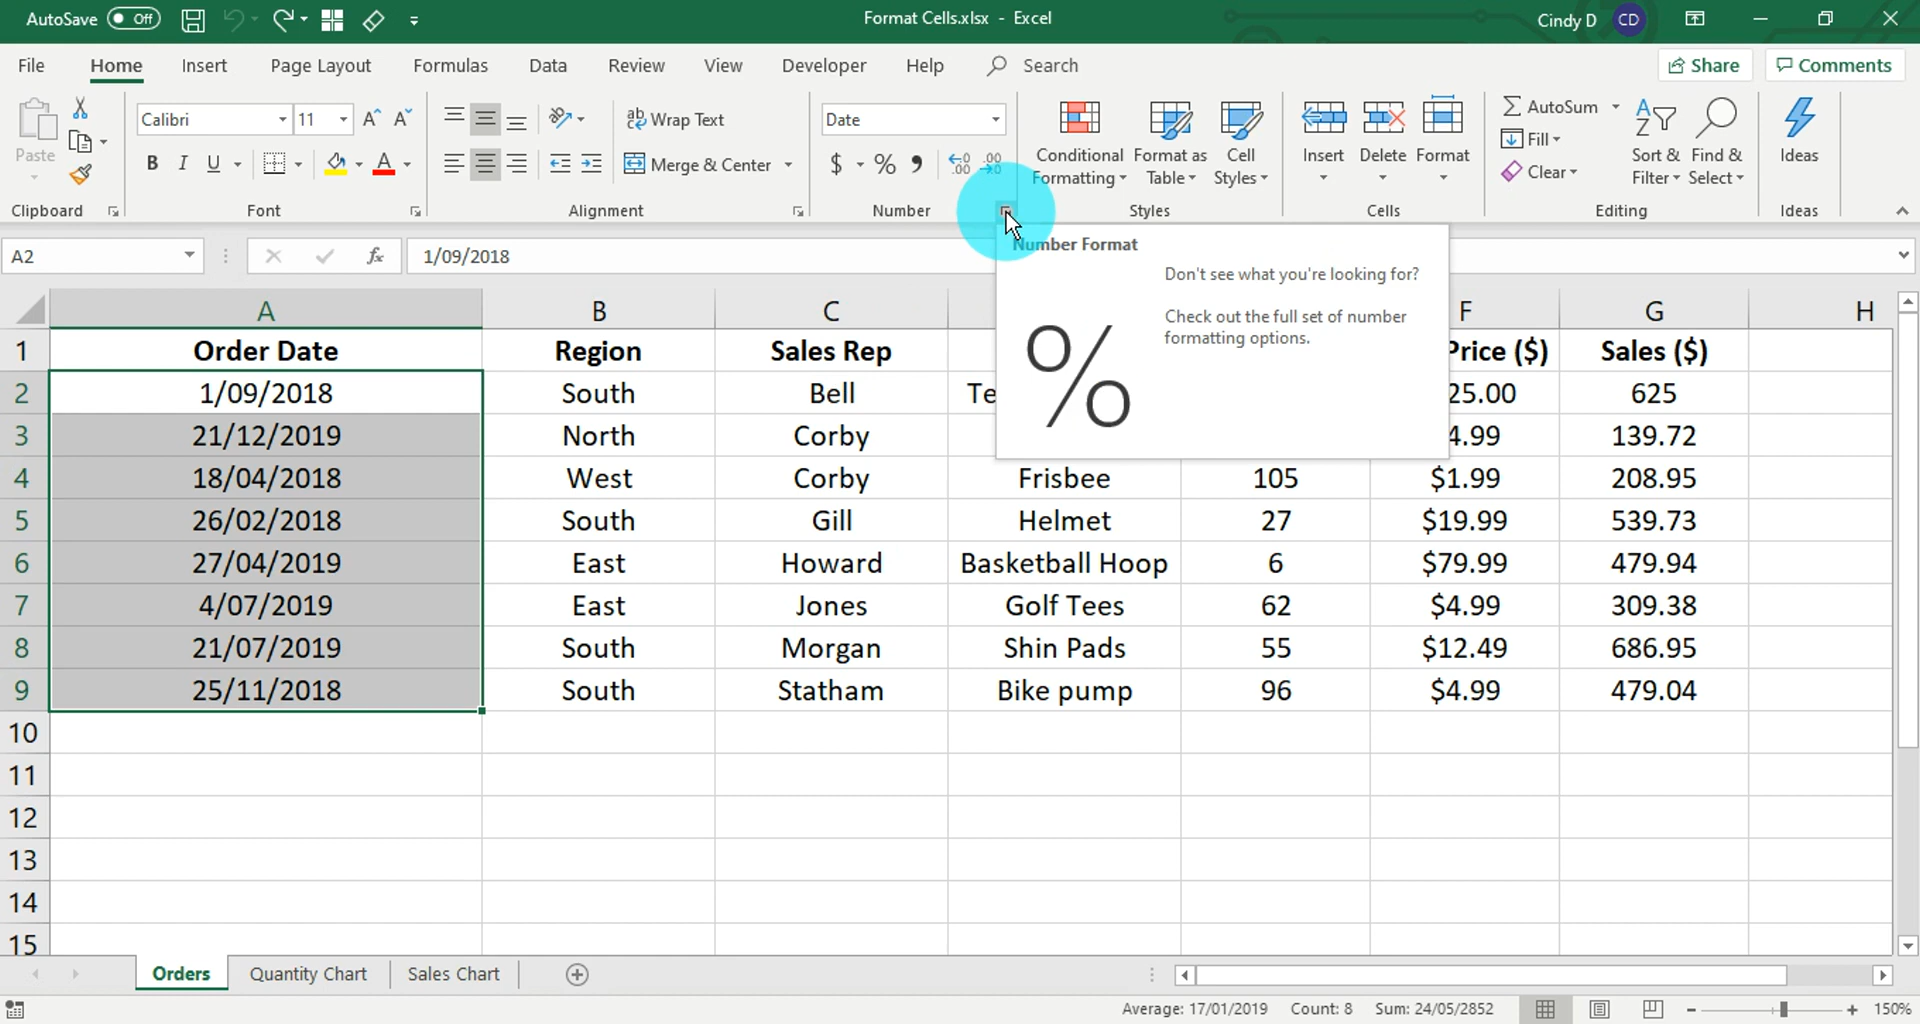 AutoSave Off Format Cells.xlsx - Excel Cindy D CD
File Home Insert Page Layout Formulas Data Review View Developer Help Search Share Comments
Paste
Calibri 11
B I U A
Wrap Text
Merge & Center
Date
$ % ,
Conditional Formatting
Format as Table
Cell Styles
Insert Delete Format
AutoSum
Fill
Clear
Sort & Filter
Find & Select
Ideas
Clipboard Font Alignment Number Styles Cells Editing Ideas
A2 fx 1/09/2018
Number Format
Don't see what you're looking for?
Check out the full set of number
formatting options.
%
A B C F G H
1 Order Date Region Sales Rep Price ($) Sales ($)
2 1/09/2018 South Bell Te 25.00 625
3 21/12/2019 North Corby 4.99 139.72
4 18/04/2018 West Corby Frisbee 105 $1.99 208.95
5 26/02/2018 South Gill Helmet 27 $19.99 539.73
6 27/04/2019 East Howard Basketball Hoop 6 $79.99 479.94
7 4/07/2019 East Jones Golf Tees 62 $4.99 309.38
8 21/07/2019 South Morgan Shin Pads 55 $12.49 686.95
9 25/11/2018 South Statham Bike pump 96 $4.99 479.04
10
11
12
13
14
15
Orders Quantity Chart Sales Chart
Average: 17/01/2019 Count: 8 Sum: 24/05/2852 150%